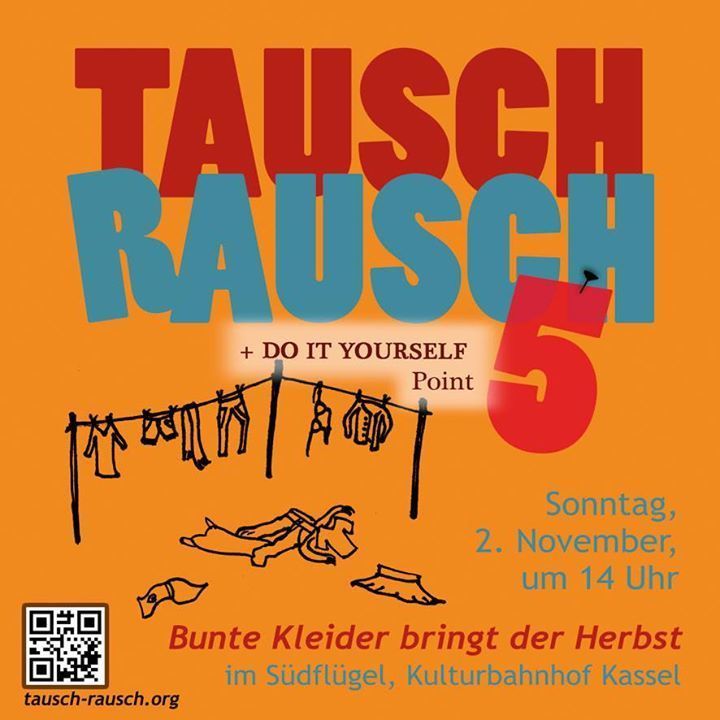 TAUSCH
RAUSCH
5
+ DO IT YOURSELF
Point
Sonntag,
2. November,
um 14 Uhr
Bunte Kleider bringt der Herbst
im Südflügel, Kulturbahnhof Kassel
tausch-rausch.org